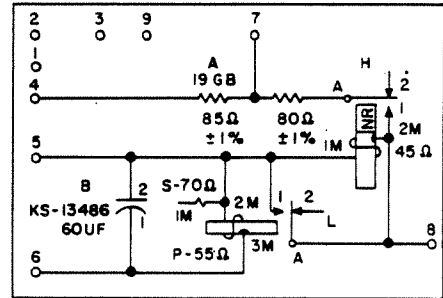 2 3 9 7
1
4
A
19 GB
A
H
2
85Ω
±1%
80Ω
±1%
NR
1
2M
45Ω
1M
5
B
2
KS-13486
1
60UF
S-70Ω
1M
2M
1 2
L
P-55Ω
3M
A
8
6